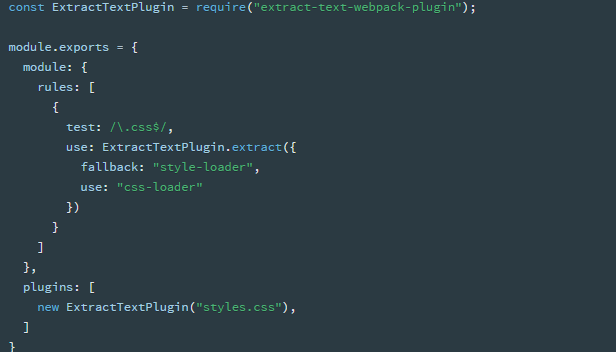 const ExtractTextPlugin = require("extract-text-webpack-plugin");
module.exports = {
  module: {
    rules: [
      {
        test: /\.css$/,
        use: ExtractTextPlugin.extract({
          fallback: "style-loader",
          use: "css-loader"
        })
      }
    ]
  },
  plugins: [
    new ExtractTextPlugin("styles.css"),
  ]
}